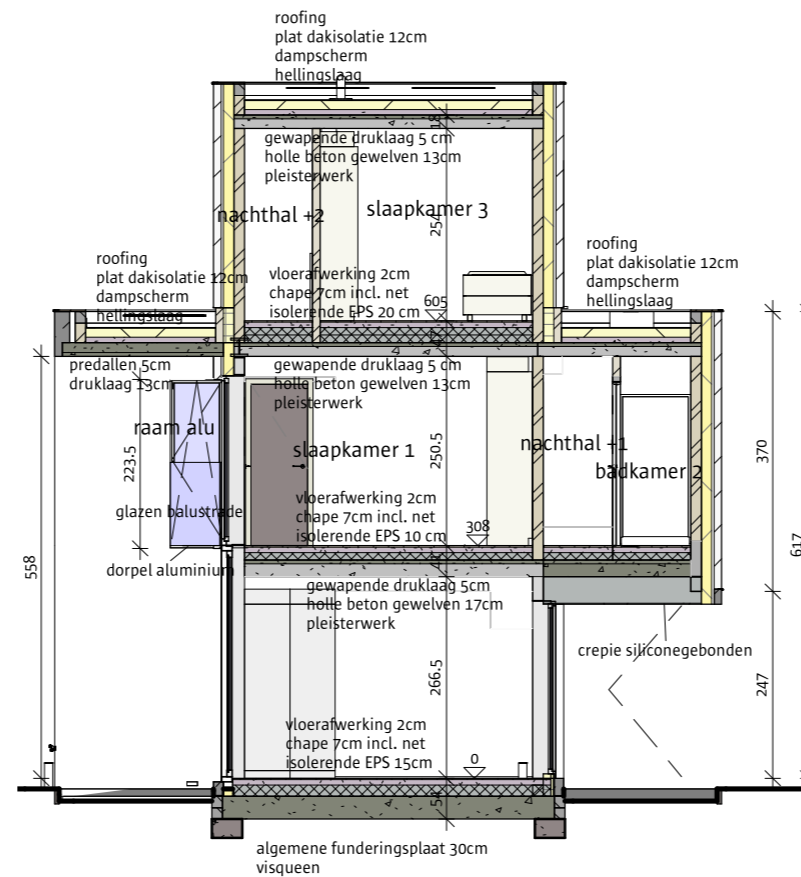 roofing
plat dakisolatie 12cm
dampscherm
hellingslaag
18
gewapende druklaag 5 cm
holle beton gewelven 13cm
pleisterwerk
nachthal +2
slaapkamer 3
254
roofing
plat dakisolatie 12cm
dampscherm
hellingslaag
roofing
plat dakisolatie 12cm
dampscherm
hellingslaag
vloerafwerking 2cm
chape 7cm incl. net
isolerende EPS 20 cm
605
47
predallen 5cm
druklaag 13cm
gewapende druklaag 5 cm
holle beton gewelven 13cm
pleisterwerk
raam alu
slaapkamer 1
nachthal +1
badkamer 2
223.5
250.5
370
glazen balustrade
vloerafwerking 2cm
chape 7cm incl. net
isolerende EPS 10 cm
308
617
558
dorpel aluminium
41
gewapende druklaag 5cm
holle beton gewelven 17cm
pleisterwerk
crepie siliconegebonden
266.5
247
vloerafwerking 2cm
chape 7cm incl. net
isolerende EPS 15cm
0
54
algemene funderingsplaat 30cm
visqueen